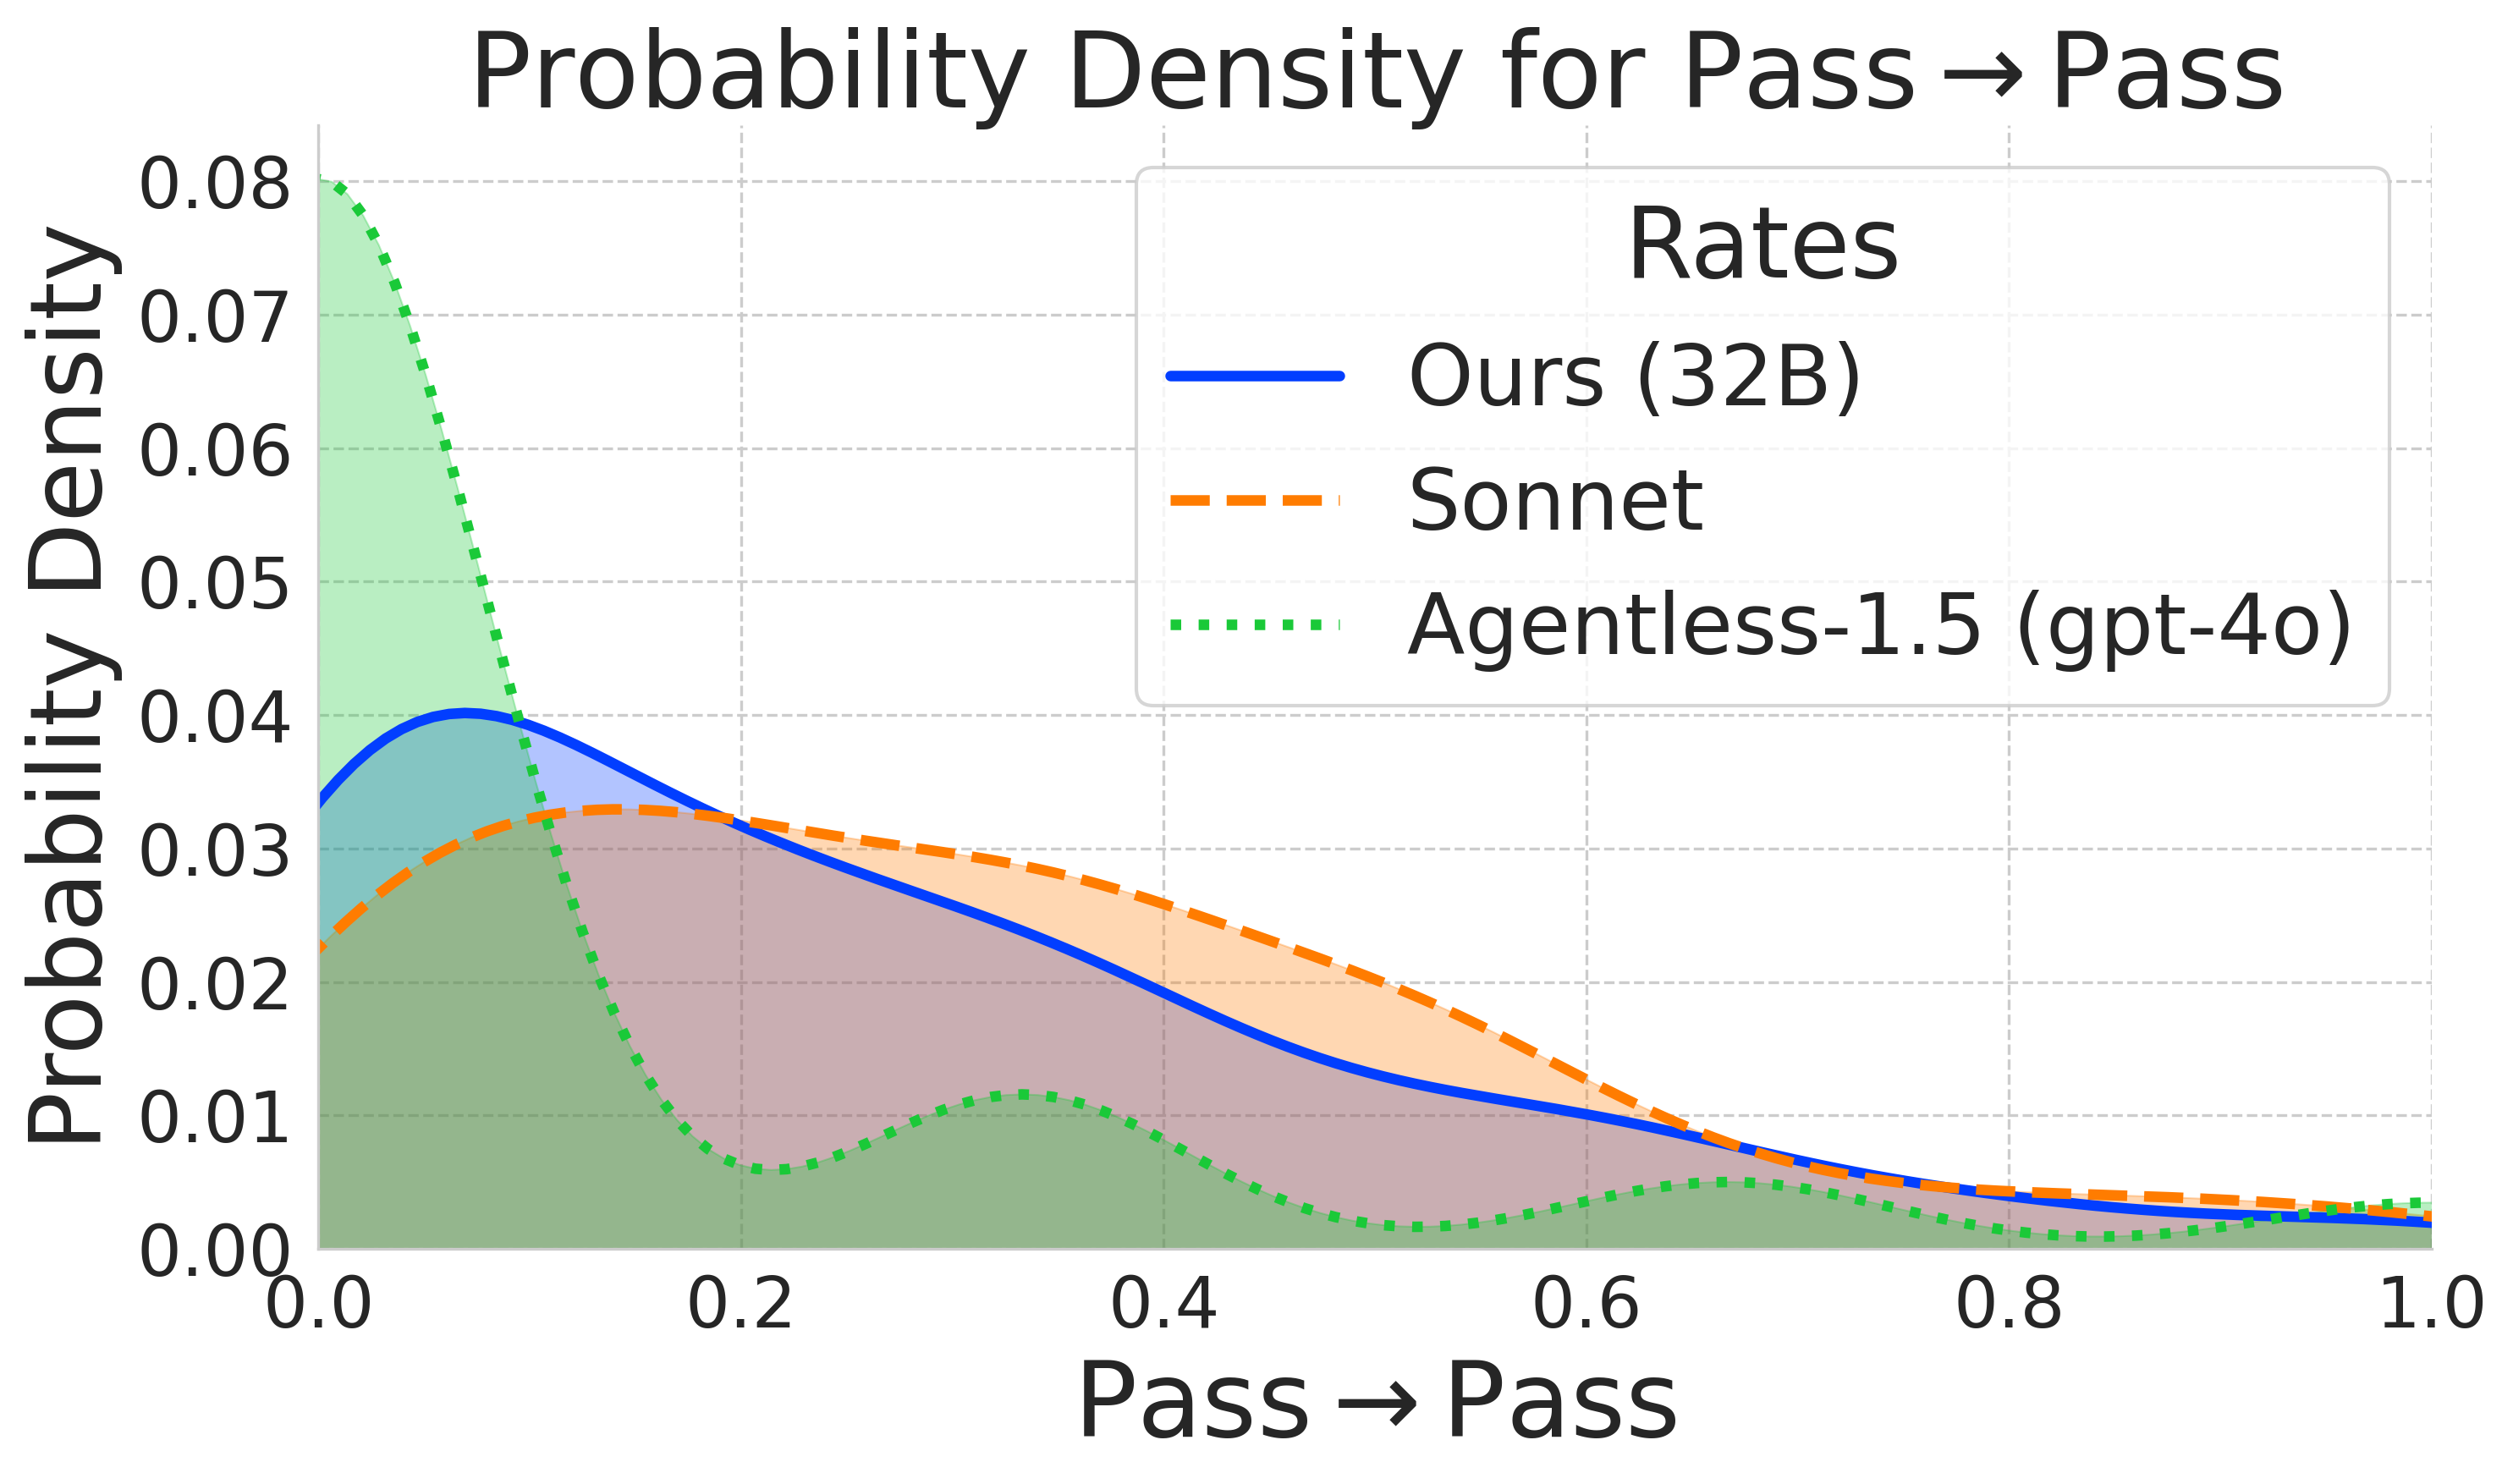 Probability Density for Pass → Pass
Probability Density
0.08
0.07
0.06
0.05
0.04
0.03
0.02
0.01
0.00
Rates
Ours (32B)
Sonnet
Agentless-1.5 (gpt-4o)
0.0 0.2 0.4 0.6 0.8 1.0
Pass → Pass